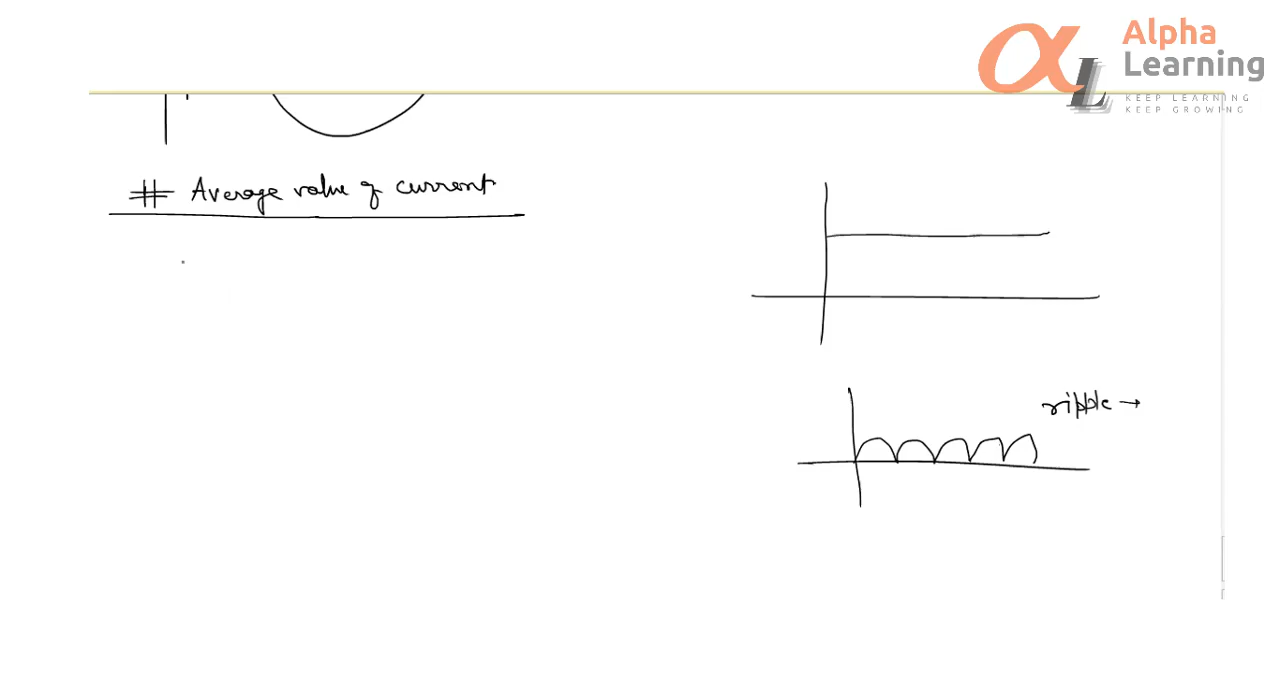 Alpha
Learning
KEEP LEARNING
KEEP GROWING
# Average value of current
ripple →